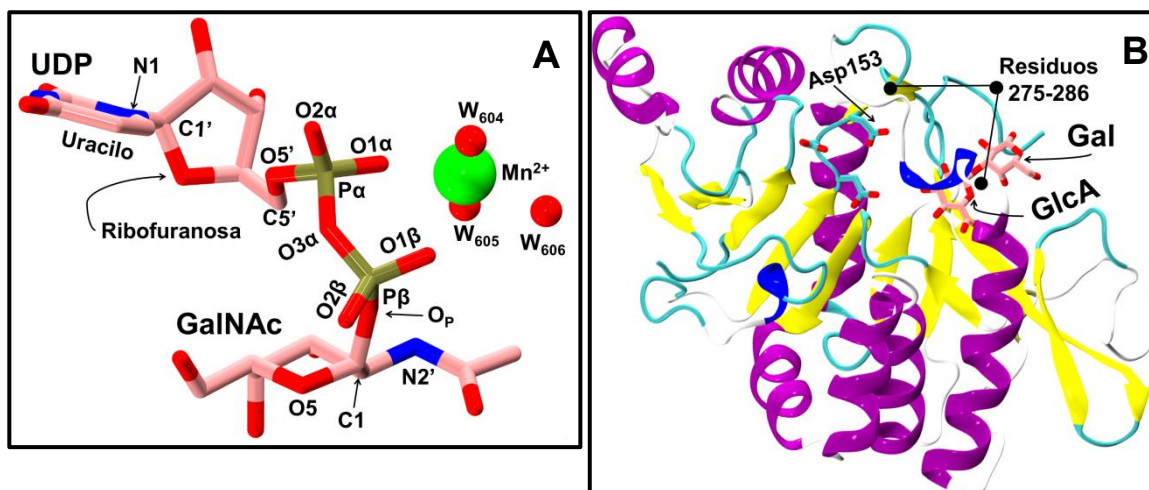 A
UDP
N1
Uracilo
C1'
O2α
O5'
O1α
Pα
W604
Mn²⁺
C5'
W605
W606
Ribofuranosa
O3α
O1β
O2β
Pβ
OP
GalNAc
N2'
O5
C1
B
Asp153
Residuos
275-286
Gal
GlcA